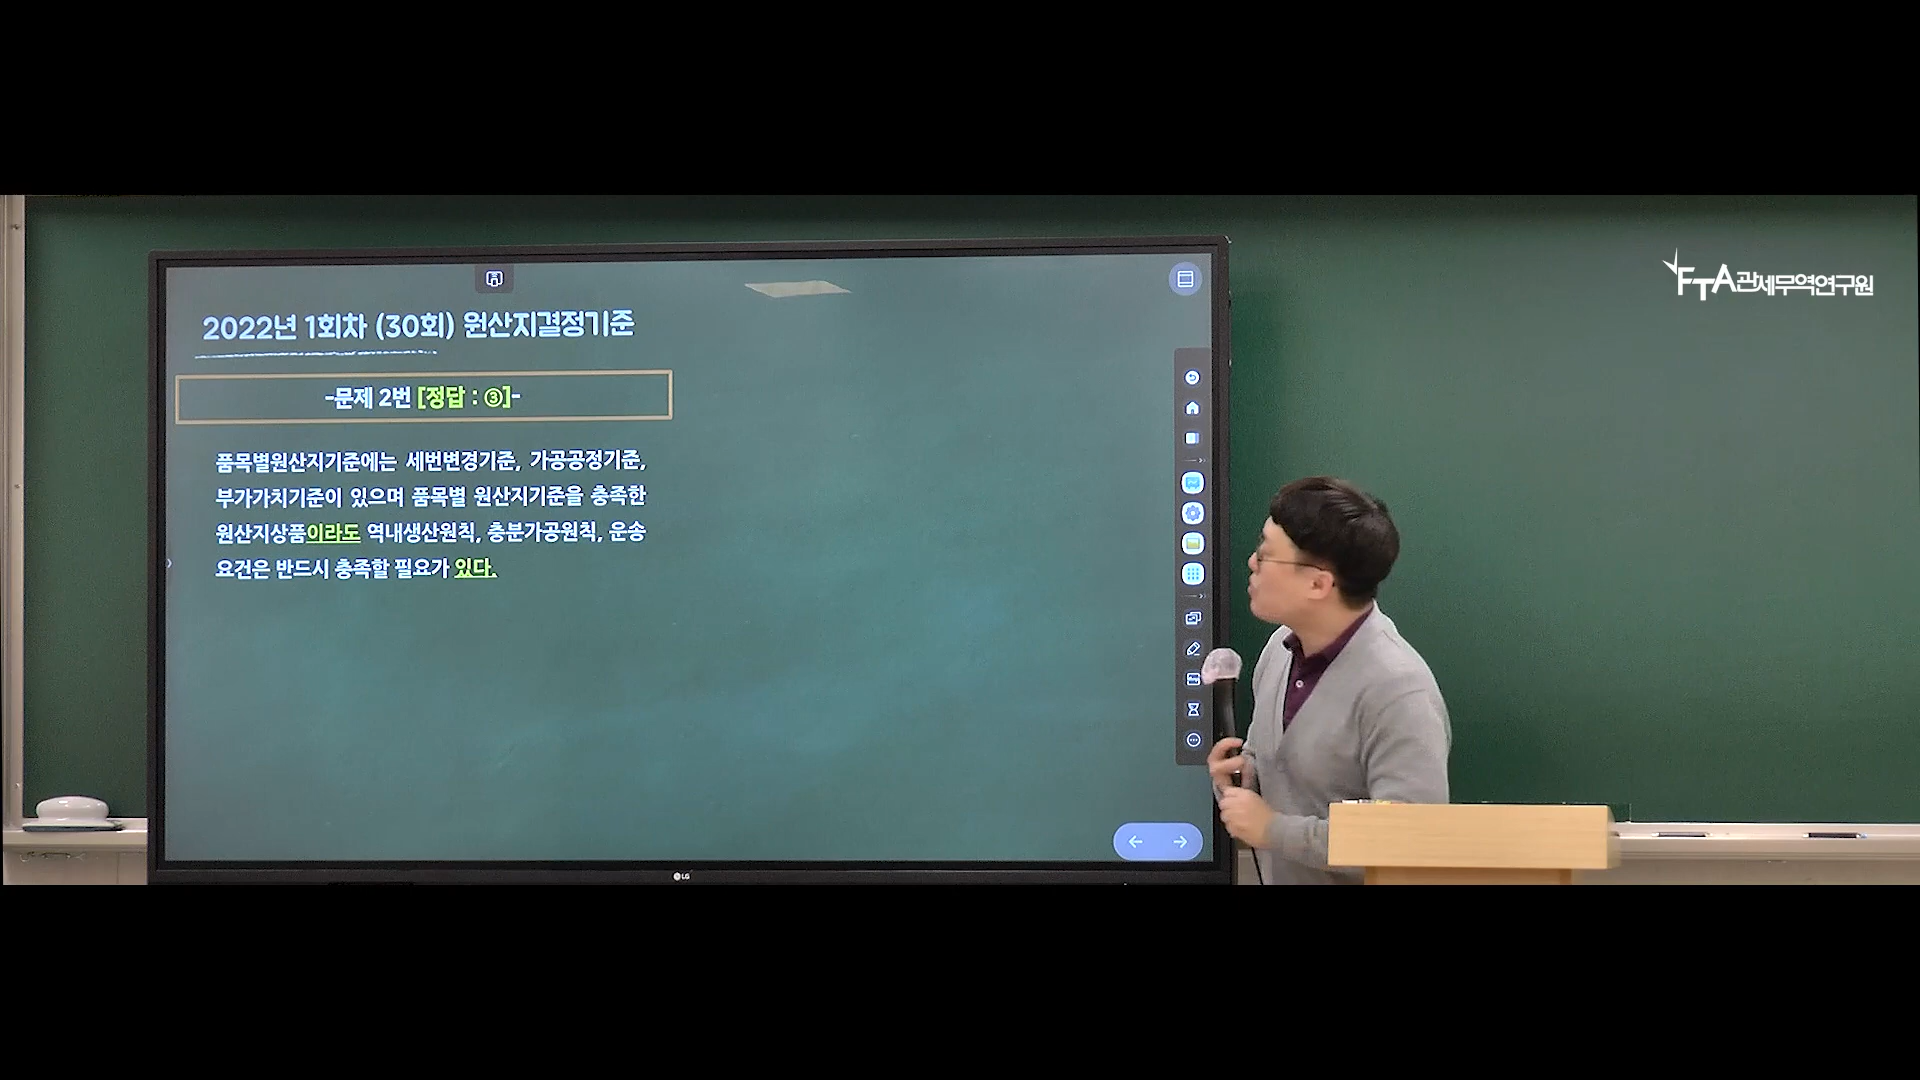 FTA관세무역연구원
2022년 1회차 (30회) 원산지결정기준
-문제 2번 [정답 : ③]-
품목별원산지기준에는 세번변경기준, 가공공정기준,
부가가치기준이 있으며 품목별 원산지기준을 충족한
원산지상품이라도 역내생산원칙, 충분가공원칙, 운송
요건은 반드시 충족할 필요가 있다.
LG